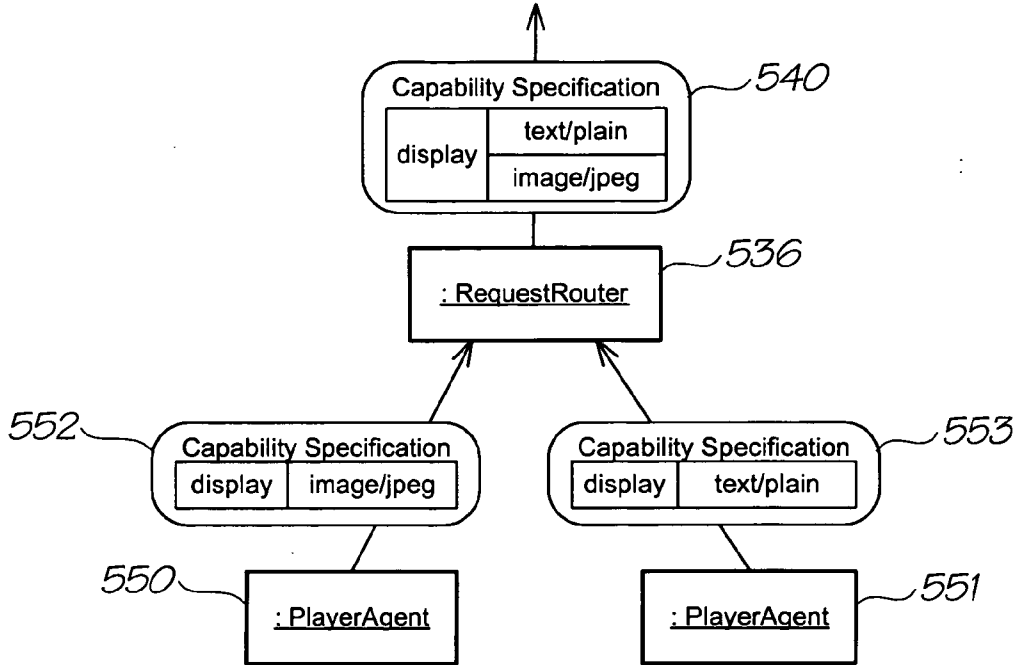 Capability Specification
540
display
text/plain
image/jpeg
536
: RequestRouter
552
Capability Specification
display image/jpeg
553
Capability Specification
display text/plain
550
: PlayerAgent
551
: PlayerAgent